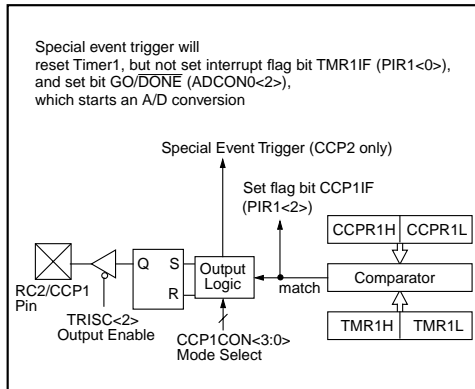 Special event trigger will
reset Timer1, but not set interrupt flag bit TMR1IF (PIR1<0>),
and set bit GO/DONE (ADCON0<2>),
which starts an A/D conversion
Special Event Trigger (CCP2 only)
Set flag bit CCP1IF
(PIR1<2>)
CCPR1H CCPR1L
Q S Output
Logic
R
match
Comparator
RC2/CCP1
Pin
TRISC<2>
Output Enable
CCP1CON<3:0>
Mode Select
TMR1H TMR1L